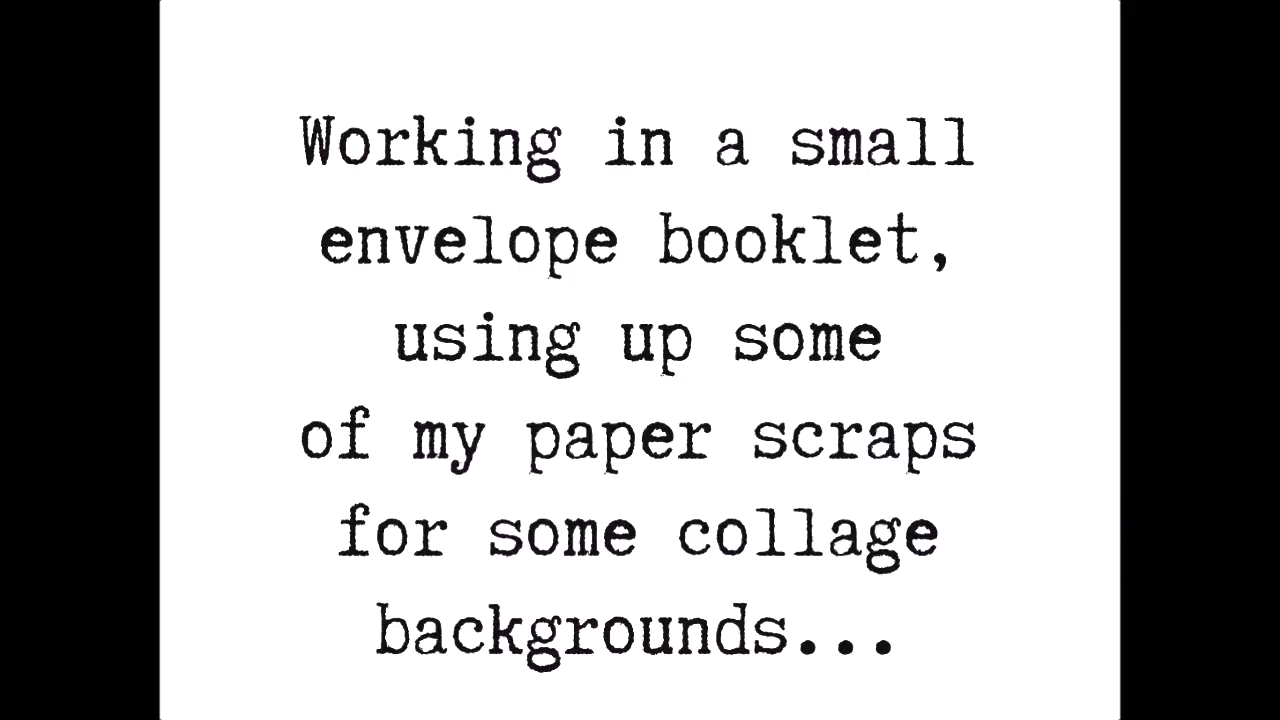 Working in a small
envelope booklet,
using up some
of my paper scraps
for some collage
backgrounds...